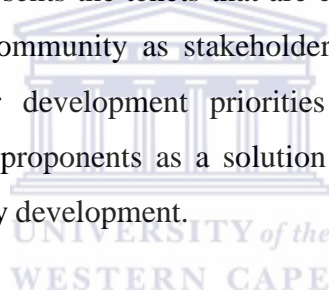 sents the tenets that are
ommunity as stakeholder
development priorities
proponents as a solution
y development.
UNIVERSITY of the
WESTERN CAPE